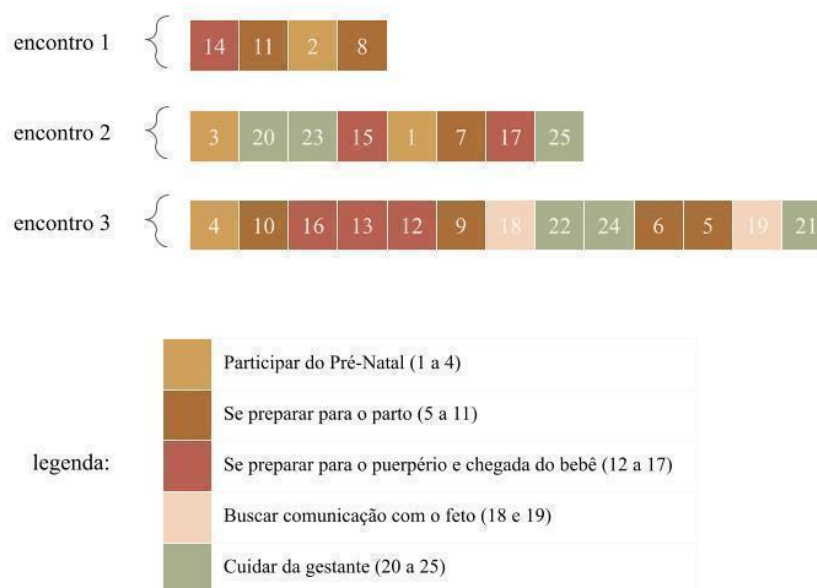 encontro 1 { 14 11 2 8
encontro 2 { 3 20 23 15 1 7 17 25
encontro 3 { 4 10 16 13 12 9 18 22 24 6 5 19 21
Participar do Pré-Natal (1 a 4)
Se preparar para o parto (5 a 11)
legenda: Se preparar para o puerpério e chegada do bebê (12 a 17)
Buscar comunicação com o feto (18 e 19)
Cuidar da gestante (20 a 25)